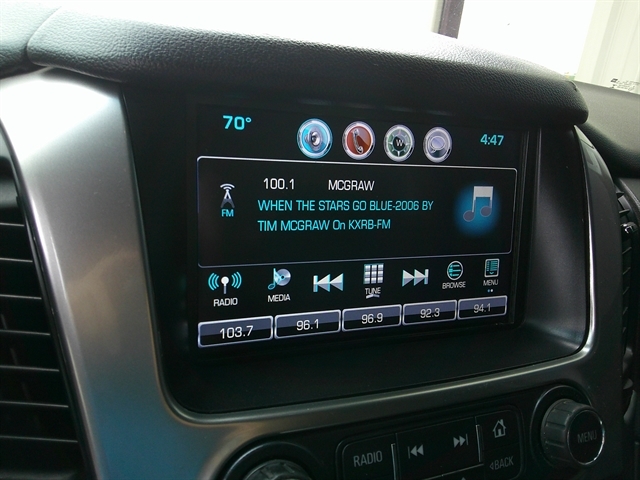 70°
W
4:47
100.1 MCGRAW
FM
WHEN THE STARS GO BLUE-2006 BY
TIM MCGRAW On KXRB-FM
RADIO MEDIA TUNE BROWSE MENU
103.7 96.1 96.9 92.3 94.1
RADIO
MENU
BACK